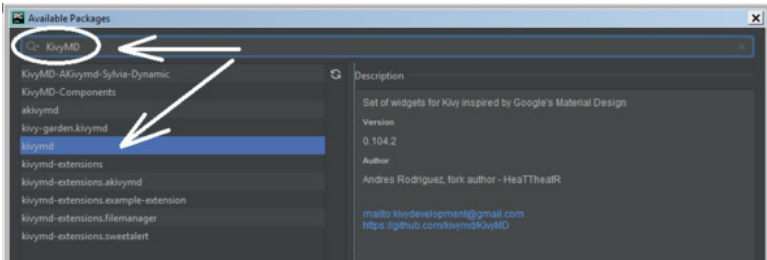 PC Available Packages
KivyMD
KivyMD-AKivymd-Sylvia-Dynamic
KivyMD-Components
akivymd
kivy-garden.kivymd
kivymd
kivymd-extensions
kivymd-extensions.akivymd
kivymd-extensions.example-extension
kivymd-extensions.filemanager
kivymd-extensions.sweetalert
Description
Set of widgets for Kivy inspired by Google's Material Design
Version
0.104.2
Author
Andres Rodriguez, fork author - HeaTTheatR
mailto:kivydevelopment@gmail.com
https://github.com/kivymd/KivyMD